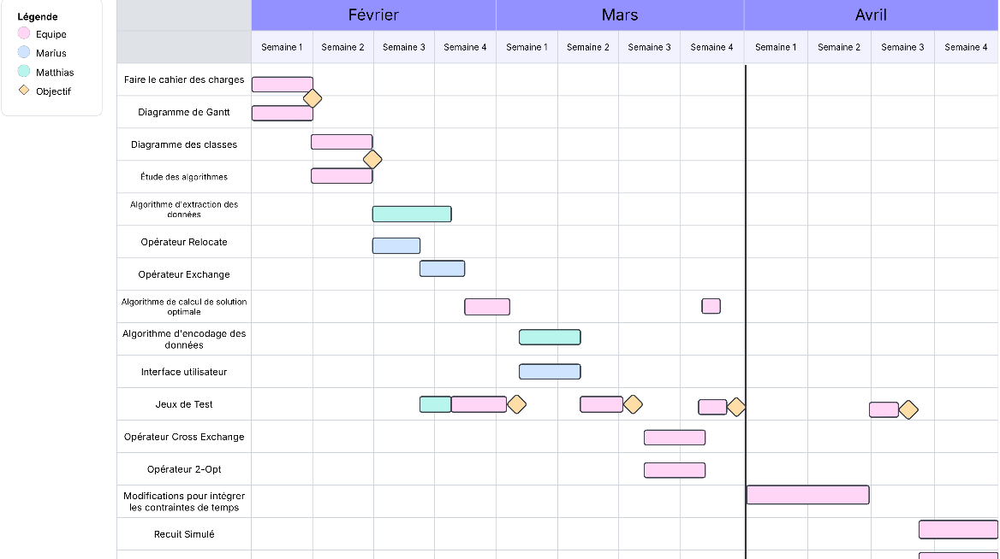 Légende
Equipe
Marius
Matthias
Objectif
Février
Mars
Avril
Semaine 1
Semaine 2
Semaine 3
Semaine 4
Semaine 1
Semaine 2
Semaine 3
Semaine 4
Semaine 1
Semaine 2
Semaine 3
Semaine 4
Faire le cahier des charges
Diagramme de Gantt
Diagramme des classes
Étude des algorithmes
Algorithme d'extraction des
données
Opérateur Relocate
Opérateur Exchange
Algorithme de calcul de solution
optimale
Algorithme d'encodage des
données
Interface utilisateur
Jeux de Test
Opérateur Cross Exchange
Opérateur 2-Opt
Modifications pour intégrer
les contraintes de temps
Recuit Simulé